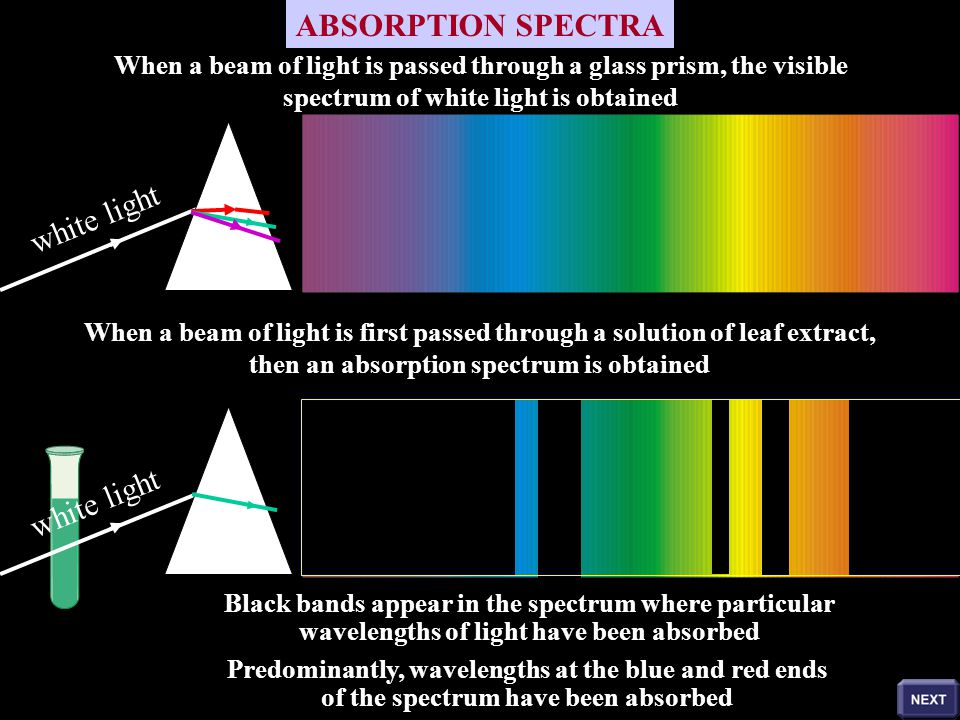 ABSORPTION SPECTRA
When a beam of light is passed through a glass prism, the visible
spectrum of white light is obtained
white light
When a beam of light is first passed through a solution of leaf extract,
then an absorption spectrum is obtained
white light
Black bands appear in the spectrum where particular
wavelengths of light have been absorbed
Predominantly, wavelengths at the blue and red ends
of the spectrum have been absorbed
NEXT